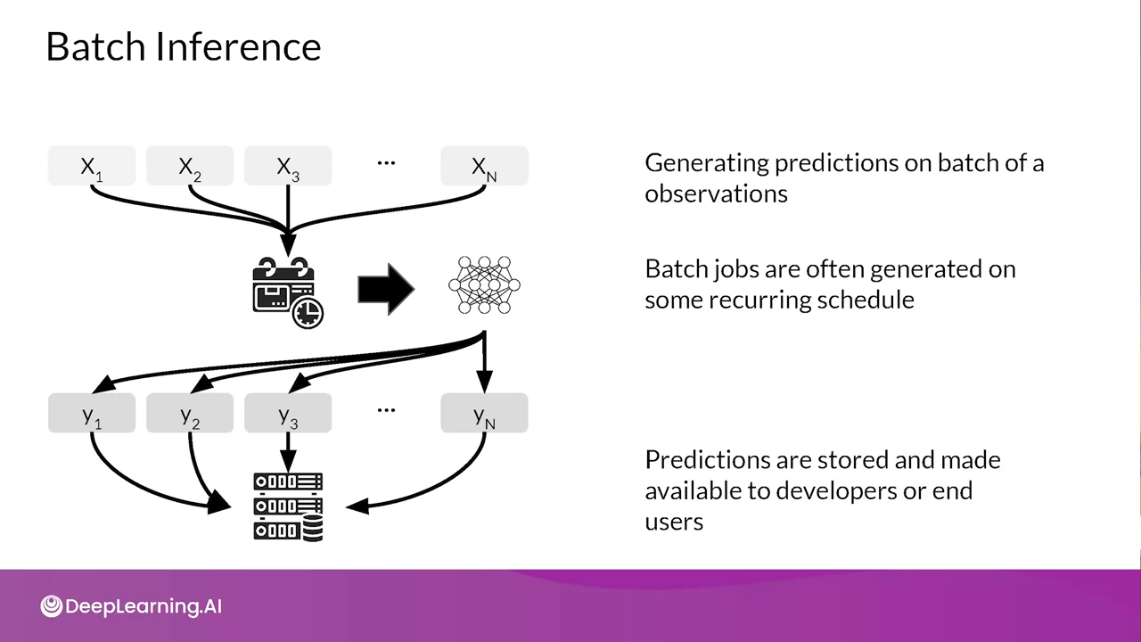 Batch Inference
X1 X2 X3 ... XN
Generating predictions on batch of a
observations
Batch jobs are often generated on
some recurring schedule
y1 y2 y3 ... yN
Predictions are stored and made
available to developers or end
users
DeepLearning.AI